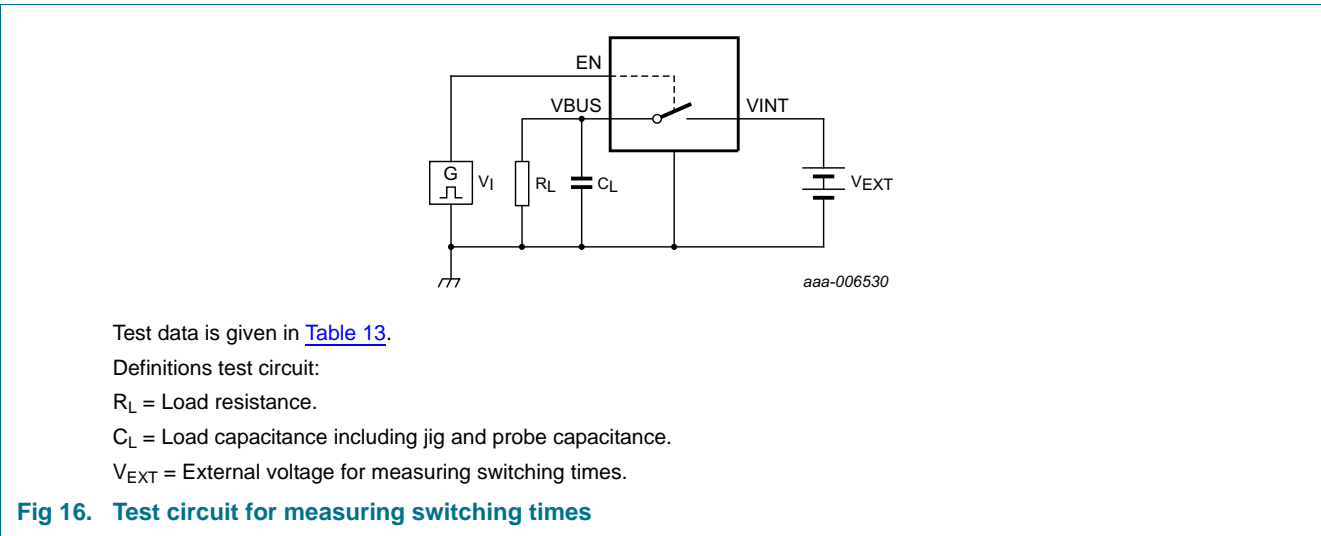 EN
VBUS
VINT
G
VI
RL
CL
VEXT
aaa-006530
Test data is given in Table 13.
Definitions test circuit:
RL = Load resistance.
CL = Load capacitance including jig and probe capacitance.
VEXT = External voltage for measuring switching times.
Fig 16. Test circuit for measuring switching times